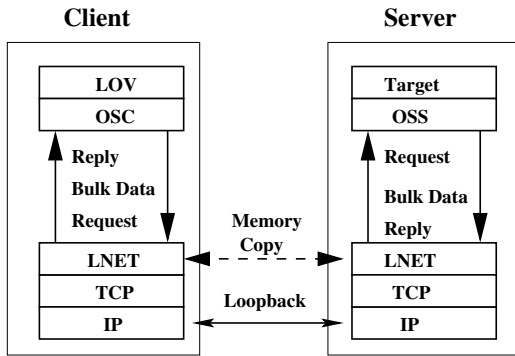 Client
LOV
OSC
Reply
Bulk Data
Request
LNET
TCP
IP
Memory
Copy
Loopback
Server
Target
OSS
Request
Bulk Data
Reply
LNET
TCP
IP